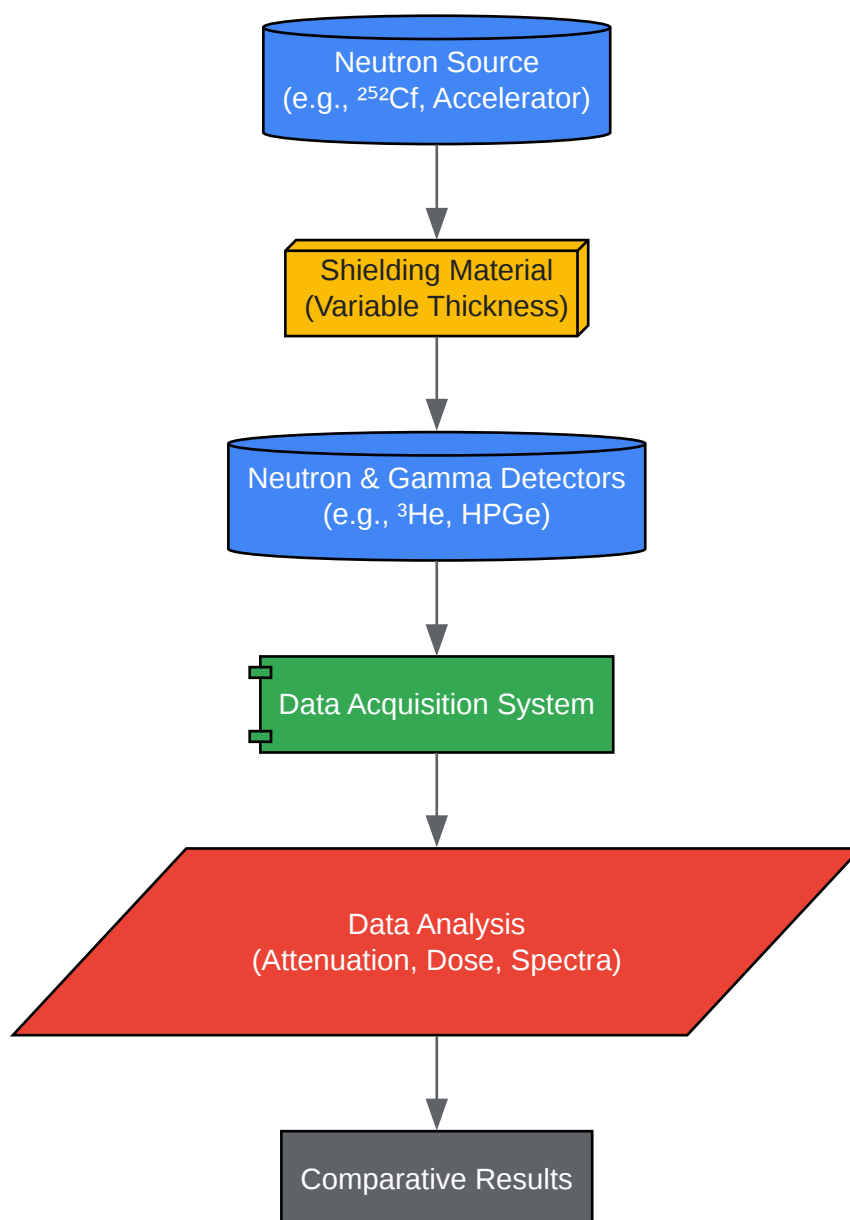 Neutron Source
(e.g., ²⁵²Cf, Accelerator)
Shielding Material
(Variable Thickness)
Neutron & Gamma Detectors
(e.g., ³He, HPGe)
Data Acquisition System
Data Analysis
(Attenuation, Dose, Spectra)
Comparative Results